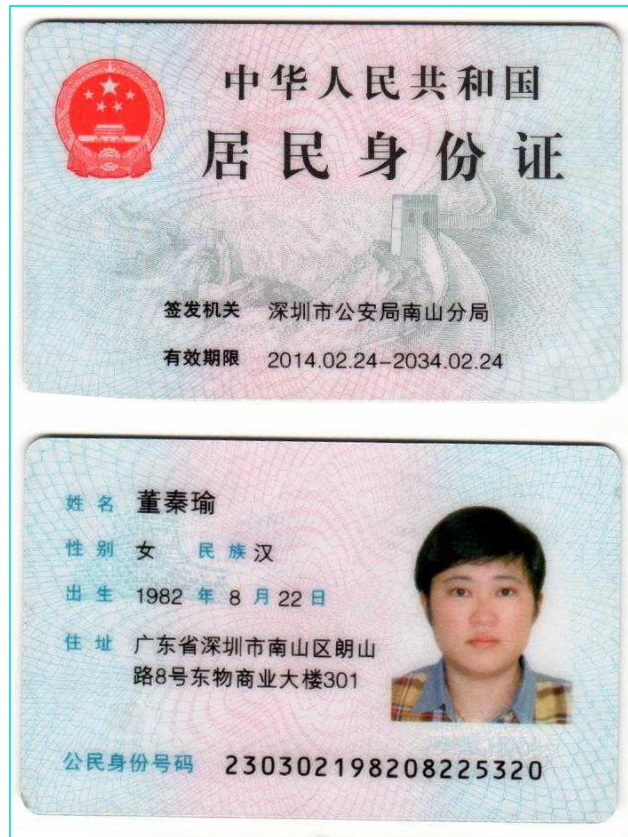 中华人民共和国
居民身份证
签发机关 深圳市公安局南山分局
有效期限 2014.02.24-2034.02.24
姓名 董秦瑜
性别 女 民族 汉
出生 1982 年 8 月 22 日
住址 广东省深圳市南山区朗山
路8号东物商业大楼301
公民身份号码 230302198208225320